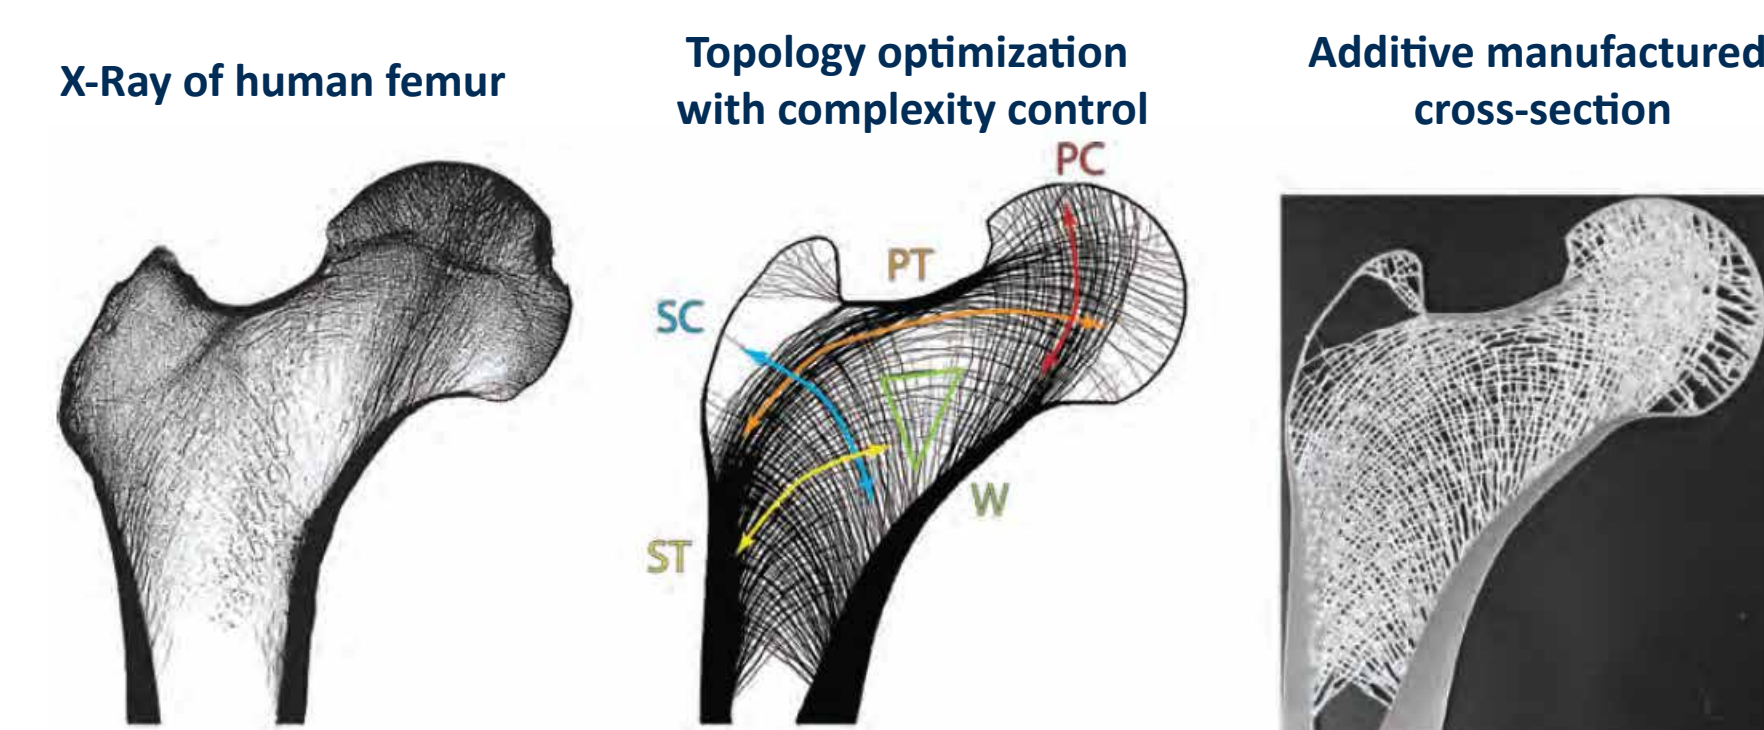 X-Ray of human femur
Topology optimization
with complexity control
Additive manufactured
cross-section
PC
PT
SC
W
ST